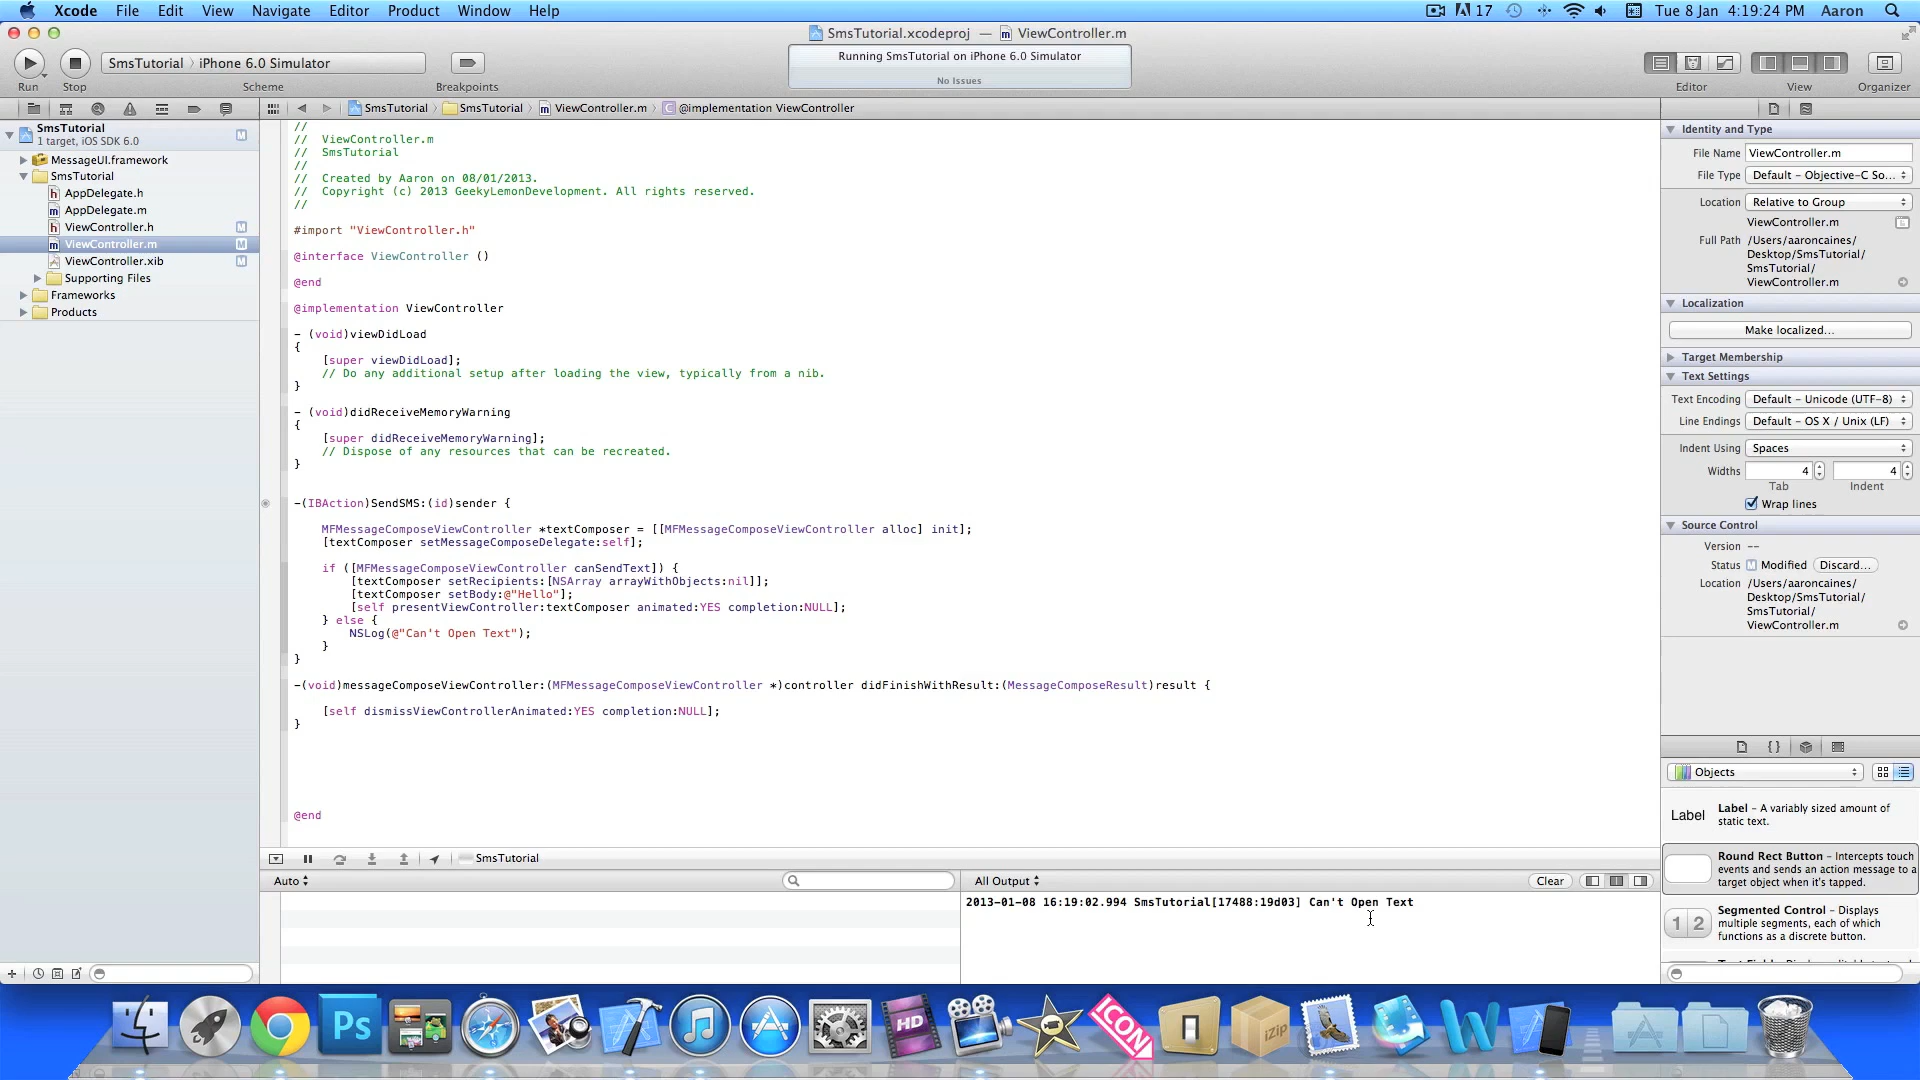 Xcode File Edit View Navigate Editor Product Window Help 17 Tue 8 Jan 4:19:24 PM Aaron
SmsTutorial.xcodeproj — ViewController.m
SmsTutorial › iPhone 6.0 Simulator
Running SmsTutorial on iPhone 6.0 Simulator
No Issues
Run Stop Scheme Breakpoints Editor View Organizer
SmsTutorial SmsTutorial ViewController.m @implementation ViewController
SmsTutorial
1 target, iOS SDK 6.0
MessageUI.framework
SmsTutorial
AppDelegate.h
AppDelegate.m
ViewController.h
ViewController.m
ViewController.xib
Supporting Files
Frameworks
Products
//
// ViewController.m
// SmsTutorial
//
// Created by Aaron on 08/01/2013.
// Copyright (c) 2013 GeekyLemonDevelopment. All rights reserved.
//
#import "ViewController.h"
@interface ViewController ()
@end
@implementation ViewController
- (void)viewDidLoad
{
[super viewDidLoad];
// Do any additional setup after loading the view, typically from a nib.
}
- (void)didReceiveMemoryWarning
{
[super didReceiveMemoryWarning];
// Dispose of any resources that can be recreated.
}
-(IBAction)SendSMS:(id)sender {
MFMessageComposeViewController *textComposer = [[MFMessageComposeViewController alloc] init];
[textComposer setMessageComposeDelegate:self];
if ([MFMessageComposeViewController canSendText]) {
[textComposer setRecipients:[NSArray arrayWithObjects:nil]];
[textComposer setBody:@"Hello"];
[self presentViewController:textComposer animated:YES completion:NULL];
} else {
NSLog(@"Can't Open Text");
}
}
-(void)messageComposeViewController:(MFMessageComposeViewController *)controller didFinishWithResult:(MessageComposeResult)result {
[self dismissViewControllerAnimated:YES completion:NULL];
}
@end
SmsTutorial
Auto
All Output
Clear
2013-01-08 16:19:02.994 SmsTutorial[17488:19d03] Can't Open Text
Identity and Type
File Name ViewController.m
File Type Default - Objective-C So...
Location Relative to Group
ViewController.m
Full Path /Users/aaroncaines/
Desktop/SmsTutorial/
SmsTutorial/
ViewController.m
Localization
Make localized...
Target Membership
Text Settings
Text Encoding Default - Unicode (UTF-8)
Line Endings Default - OS X / Unix (LF)
Indent Using Spaces
Widths 4 4
Tab Indent
Wrap lines
Source Control
Version --
Status M Modified Discard...
Location /Users/aaroncaines/
Desktop/SmsTutorial/
SmsTutorial/
ViewController.m
Objects
Label
Label - A variably sized amount of
static text.
Round Rect Button - Intercepts touch
events and sends an action message to a
target object when it's tapped.
1 2
Segmented Control - Displays
multiple segments, each of which
functions as a discrete button.
Ps
HD
ICON
iZip
W